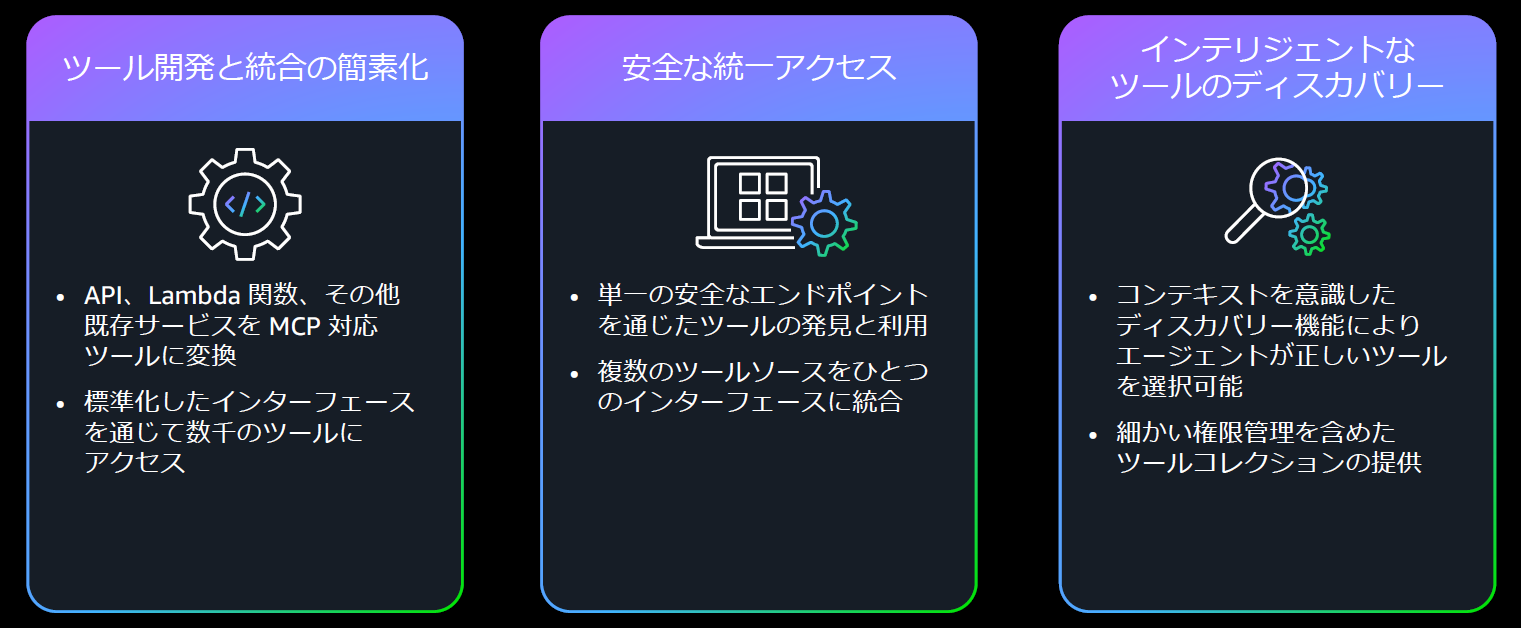 ツール開発と統合の簡素化
</>
• API、Lambda 関数、その他
既存サービスを MCP 対応
ツールに変換
• 標準化したインターフェース
を通じて数千のツールに
アクセス
安全な統一アクセス
• 単一の安全なエンドポイント
を通じたツールの発見と利用
• 複数のツールソースをひとつ
のインターフェースに統合
インテリジェントな
ツールのディスカバリー
• コンテキストを意識した
ディスカバリー機能により
エージェントが正しいツール
を選択可能
• 細かい権限管理を含めた
ツールコレクションの提供